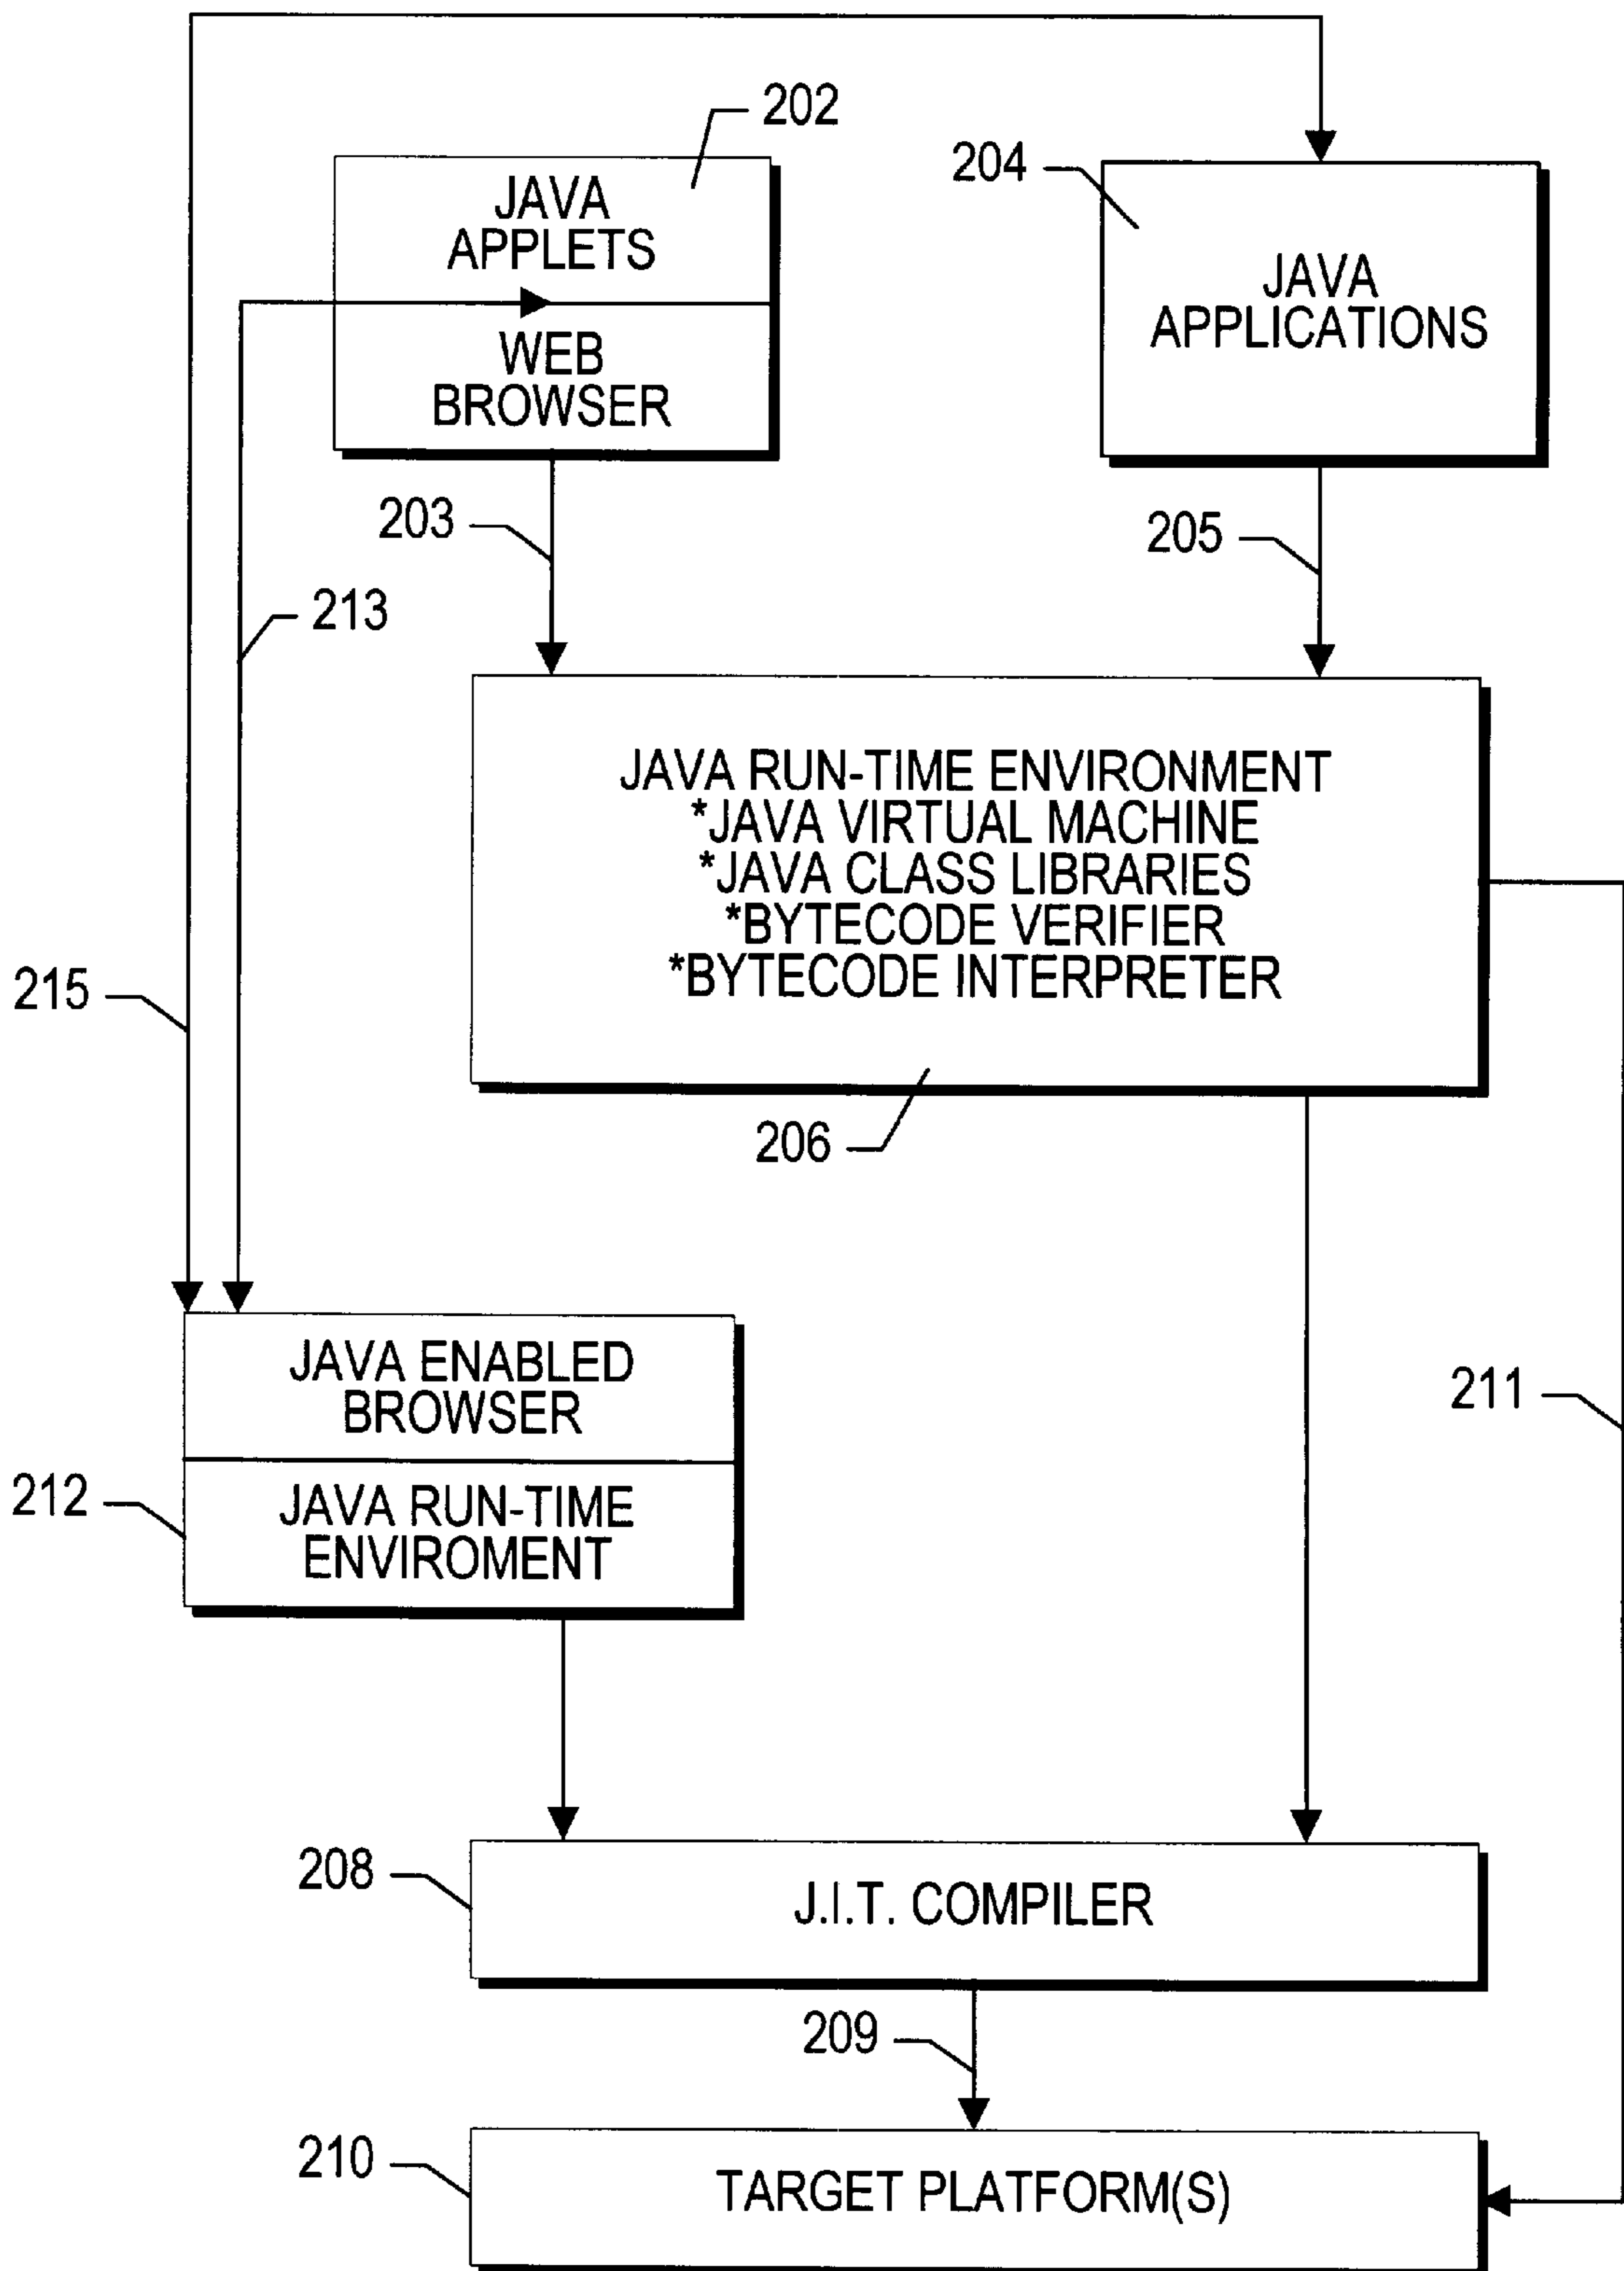 202
204
JAVA
APPLETS
JAVA
APPLICATIONS
WEB
BROWSER
203
205
213
JAVA RUN-TIME ENVIRONMENT
*JAVA VIRTUAL MACHINE
*JAVA CLASS LIBRARIES
*BYTECODE VERIFIER
*BYTECODE INTERPRETER
215
206
JAVA ENABLED
BROWSER
211
212
JAVA RUN-TIME
ENVIROMENT
208
J.I.T. COMPILER
209
210
TARGET PLATFORM(S)